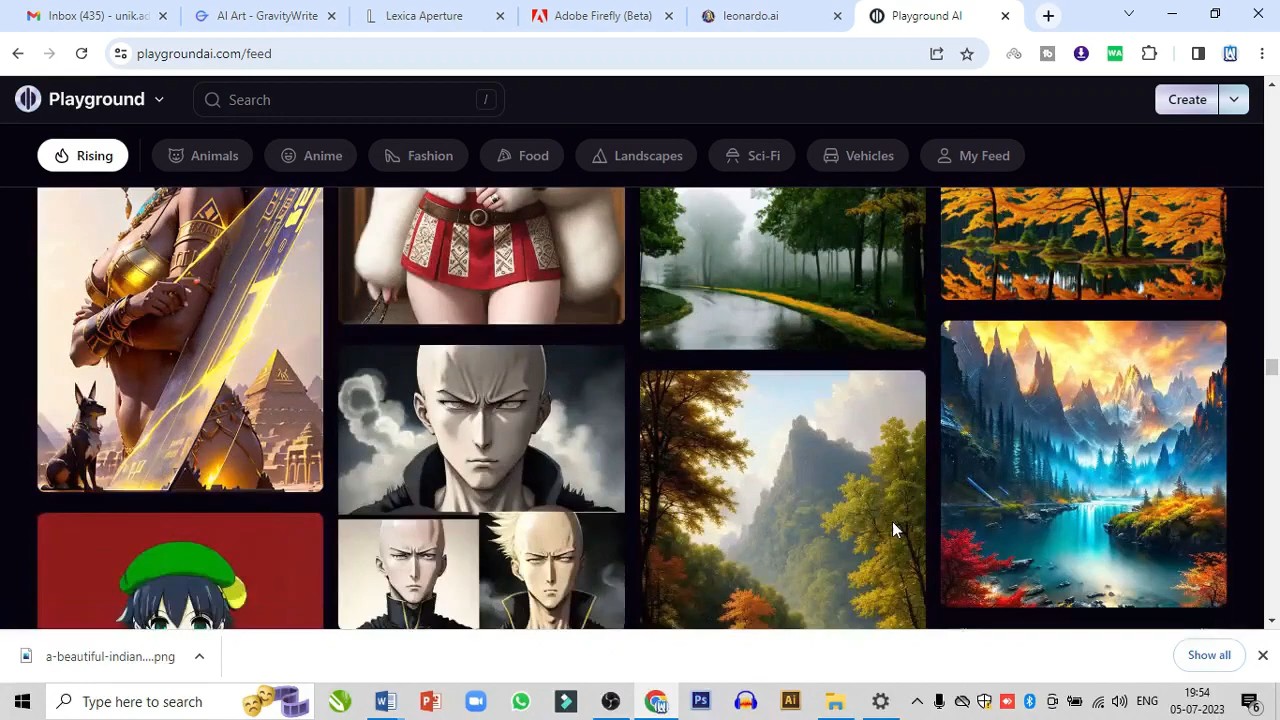 Inbox (435) - unik.ad
AI Art - GravityWrite
Lexica Aperture
Adobe Firefly (Beta)
leonardo.ai
Playground AI
playgroundai.com/feed
Playground
Search
/
Create
Rising
Animals
Anime
Fashion
Food
Landscapes
Sci-Fi
Vehicles
My Feed
a-beautiful-indian....png
Show all
Type here to search
ENG
19:54
05-07-2023
6